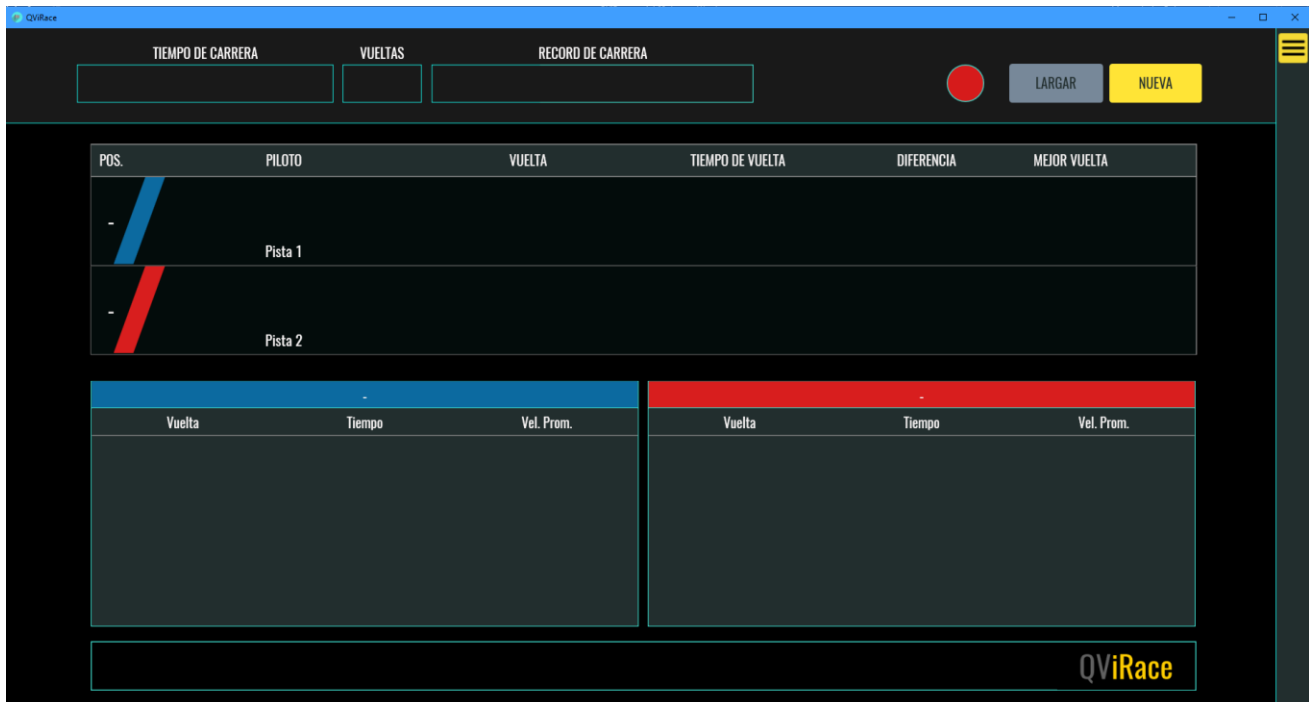 QViRace
TIEMPO DE CARRERA VUELTAS RECORD DE CARRERA
LARGAR NUEVA
POS. PILOTO VUELTA TIEMPO DE VUELTA DIFERENCIA MEJOR VUELTA
-
Pista 1
-
Pista 2
- -
Vuelta Tiempo Vel. Prom. Vuelta Tiempo Vel. Prom.
QViRace